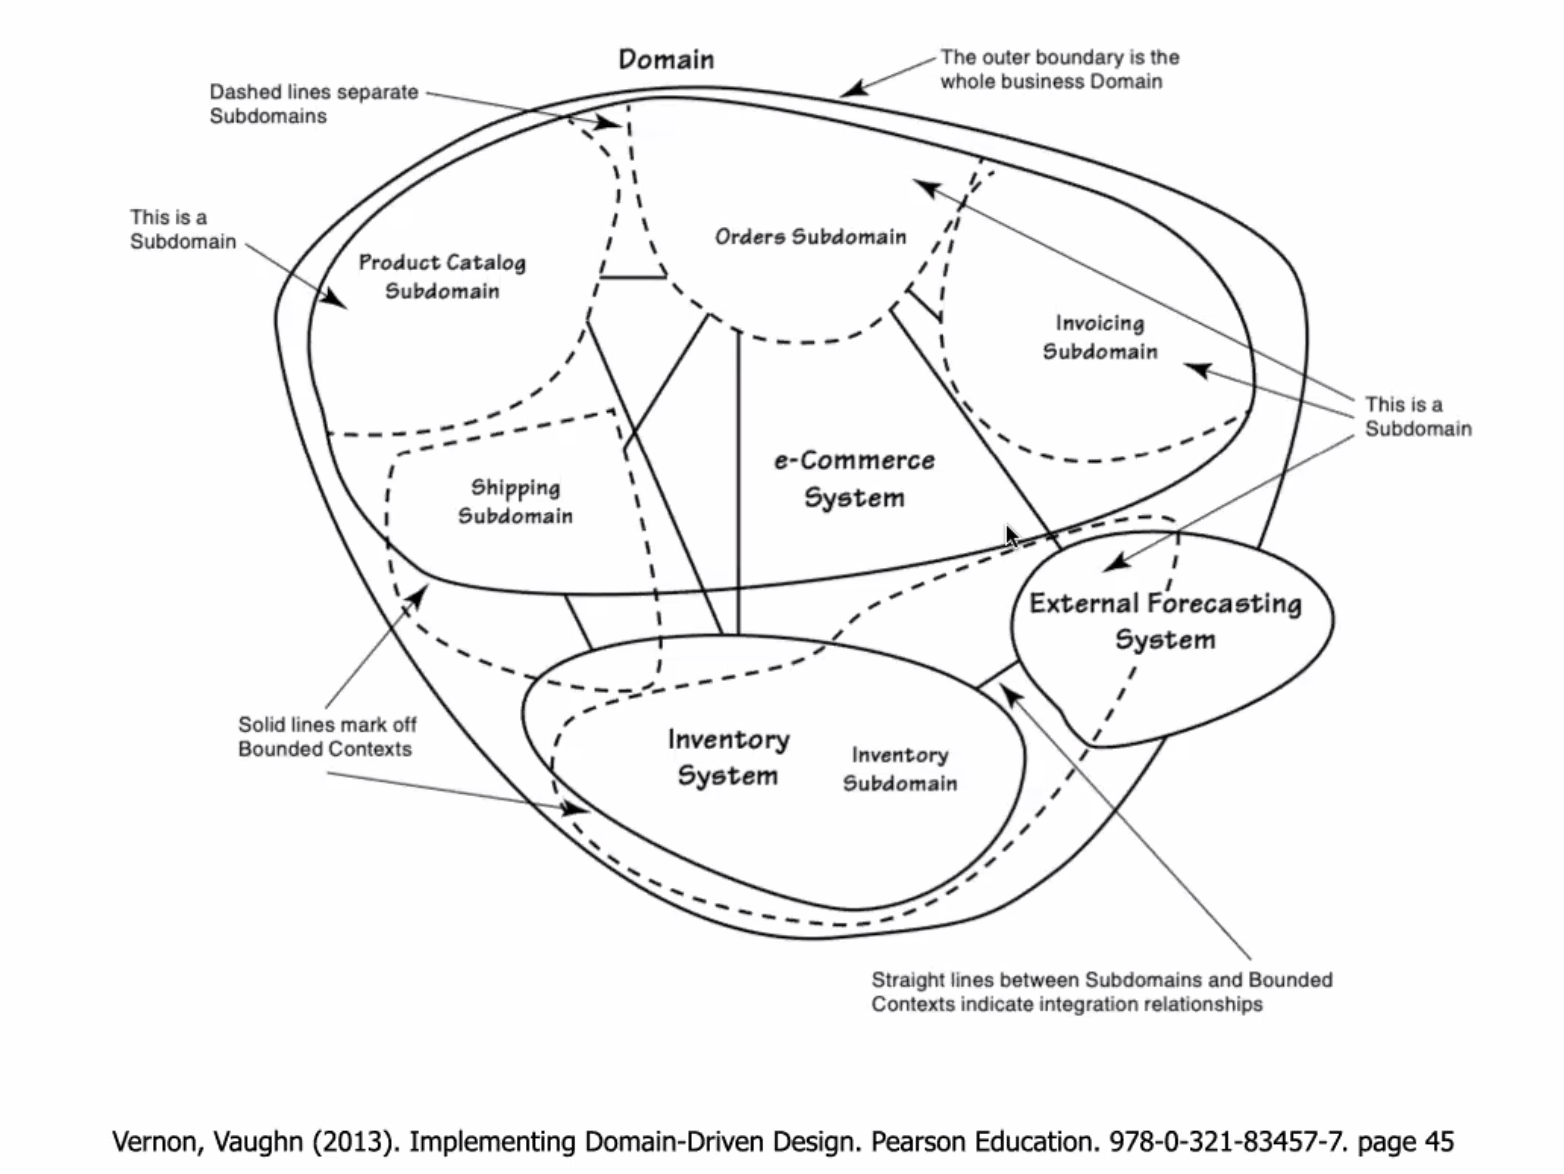 Domain
The outer boundary is the
whole business Domain
Dashed lines separate
Subdomains
This is a
Subdomain
Product Catalog
Subdomain
Orders Subdomain
Invoicing
Subdomain
This is a
Subdomain
e-Commerce
System
Shipping
Subdomain
External Forecasting
System
Solid lines mark off
Bounded Contexts
Inventory
System
Inventory
Subdomain
Straight lines between Subdomains and Bounded
Contexts indicate integration relationships
Vernon, Vaughn (2013). Implementing Domain-Driven Design. Pearson Education. 978-0-321-83457-7. page 45